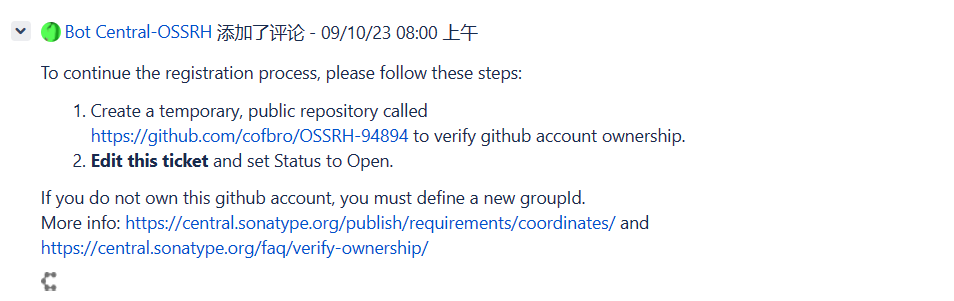 Bot Central-OSSRH 添加了评论 - 09/10/23 08:00 上午
To continue the registration process, please follow these steps:
1. Create a temporary, public repository called
https://github.com/cofbro/OSSRH-94894 to verify github account ownership.
2. Edit this ticket and set Status to Open.
If you do not own this github account, you must define a new groupId.
More info: https://central.sonatype.org/publish/requirements/coordinates/ and
https://central.sonatype.org/faq/verify-ownership/